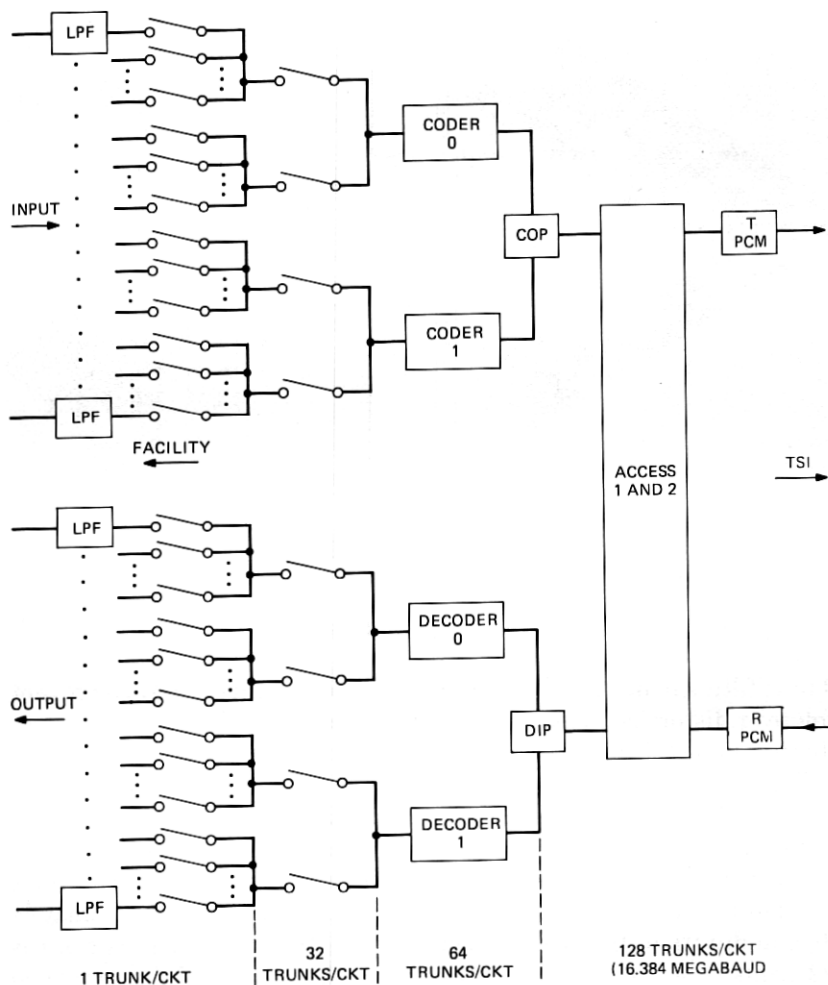 LPF
CODER
0
INPUT
COP
T
PCM
CODER
1
LPF
FACILITY
ACCESS
1 AND 2
TSI
LPF
DECODER
0
OUTPUT
DIP
R
PCM
DECODER
1
LPF
1 TRUNK/CKT
32
TRUNKS/CKT
64
TRUNKS/CKT
128 TRUNKS/CKT
(16.384 MEGABAUD